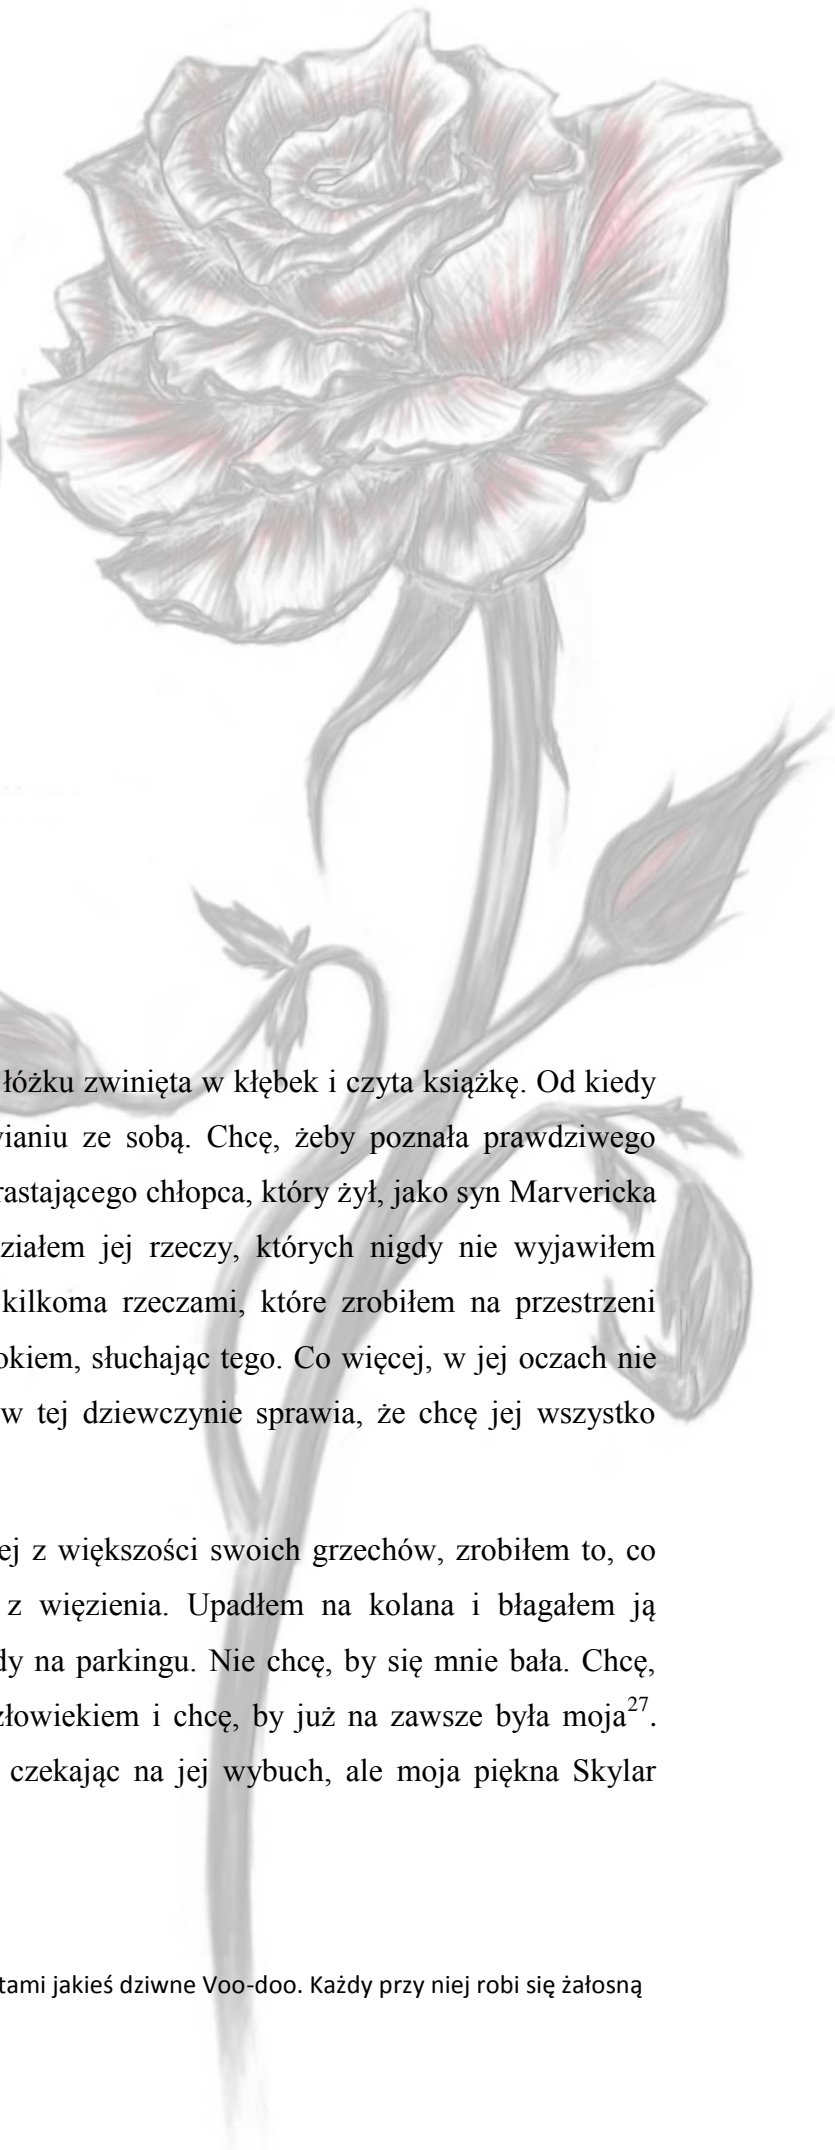 łóżku zwinięta w kłębek i czyta książkę. Od kiedy
wianiu ze sobą. Chcę, żeby poznała prawdziwego
rastającego chłopca, który żył, jako syn Marvericka
działem jej rzeczy, których nigdy nie wyjawiłem
kilkoma rzeczami, które zrobiłem na przestrzeni
okiem, słuchając tego. Co więcej, w jej oczach nie
w tej dziewczynie sprawia, że chcę jej wszystko
ej z większości swoich grzechów, zrobiłem to, co
z więzienia. Upadłem na kolana i błagałem ją
dy na parkingu. Nie chcę, by się mnie bała. Chcę,
złowiekiem i chcę, by już na zawsze była moja27.
czekając na jej wybuch, ale moja piękna Skylar
tami jakieś dziwne Voo-doo. Każdy przy niej robi się żałosną